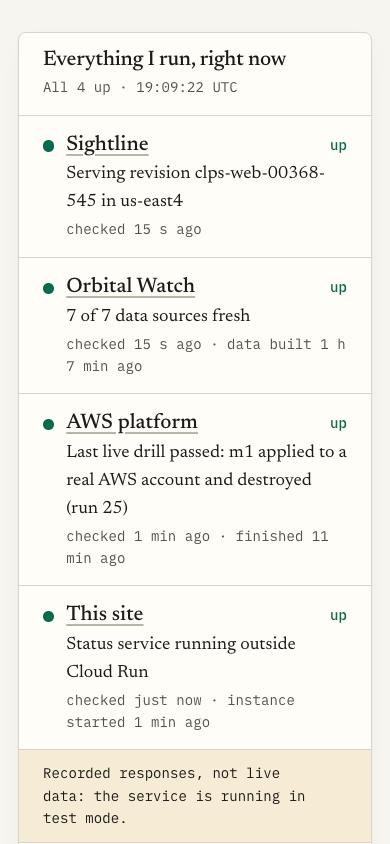 Everything I run, right now
All 4 up · 19:09:22 UTC
Sightline up
Serving revision clps-web-00368-
545 in us-east4
checked 15 s ago
Orbital Watch up
7 of 7 data sources fresh
checked 15 s ago · data built 1 h
7 min ago
AWS platform up
Last live drill passed: m1 applied to a
real AWS account and destroyed
(run 25)
checked 1 min ago · finished 11
min ago
This site up
Status service running outside
Cloud Run
checked just now · instance
started 1 min ago
Recorded responses, not live
data: the service is running in
test mode.